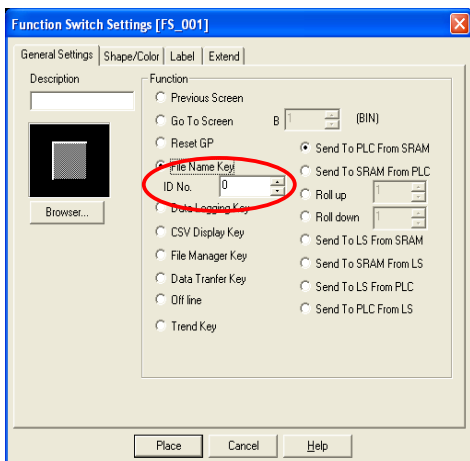 Function Switch Settings [FS_001]
General Settings Shape/Color Label Extend
Description
Function
Previous Screen
Go To Screen B 1 (BIN)
Reset GP
Send To PLC From SRAM
File Name Key
Send To SRAM From PLC
ID No. 0
Roll up 1
Browser...
Data Logging Key
Roll down 1
CSV Display Key
Send To LS From SRAM
File Manager Key
Send To SRAM From LS
Data Tranfer Key
Send To LS From PLC
Off line
Send To PLC From LS
Trend Key
Place Cancel Help